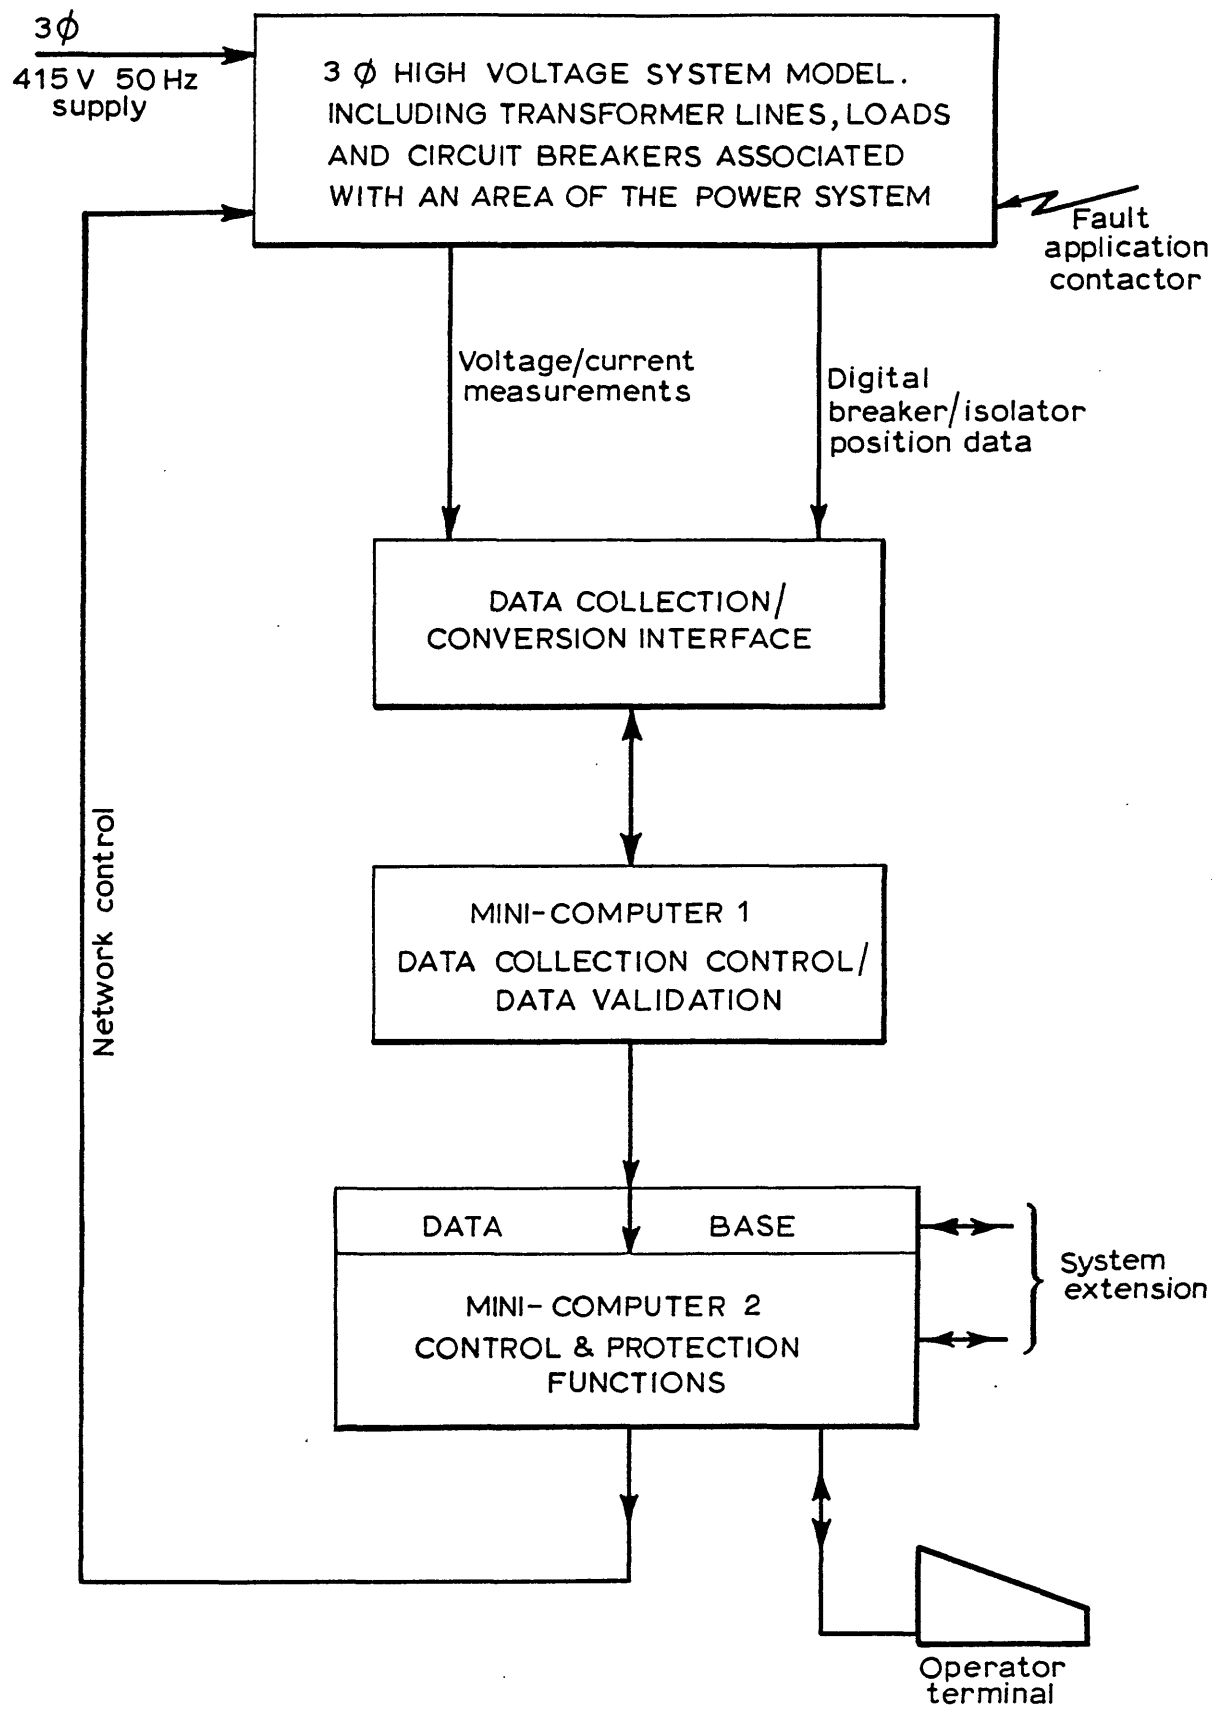 3φ
415V 50Hz
supply
3 φ HIGH VOLTAGE SYSTEM MODEL.
INCLUDING TRANSFORMER LINES, LOADS
AND CIRCUIT BREAKERS ASSOCIATED
WITH AN AREA OF THE POWER SYSTEM
Fault
application
contactor
Voltage/current
measurements
Digital
breaker/isolator
position data
DATA COLLECTION/
CONVERSION INTERFACE
Network control
MINI-COMPUTER 1
DATA COLLECTION CONTROL/
DATA VALIDATION
DATA BASE
MINI-COMPUTER 2
CONTROL & PROTECTION
FUNCTIONS
System
extension
Operator
terminal